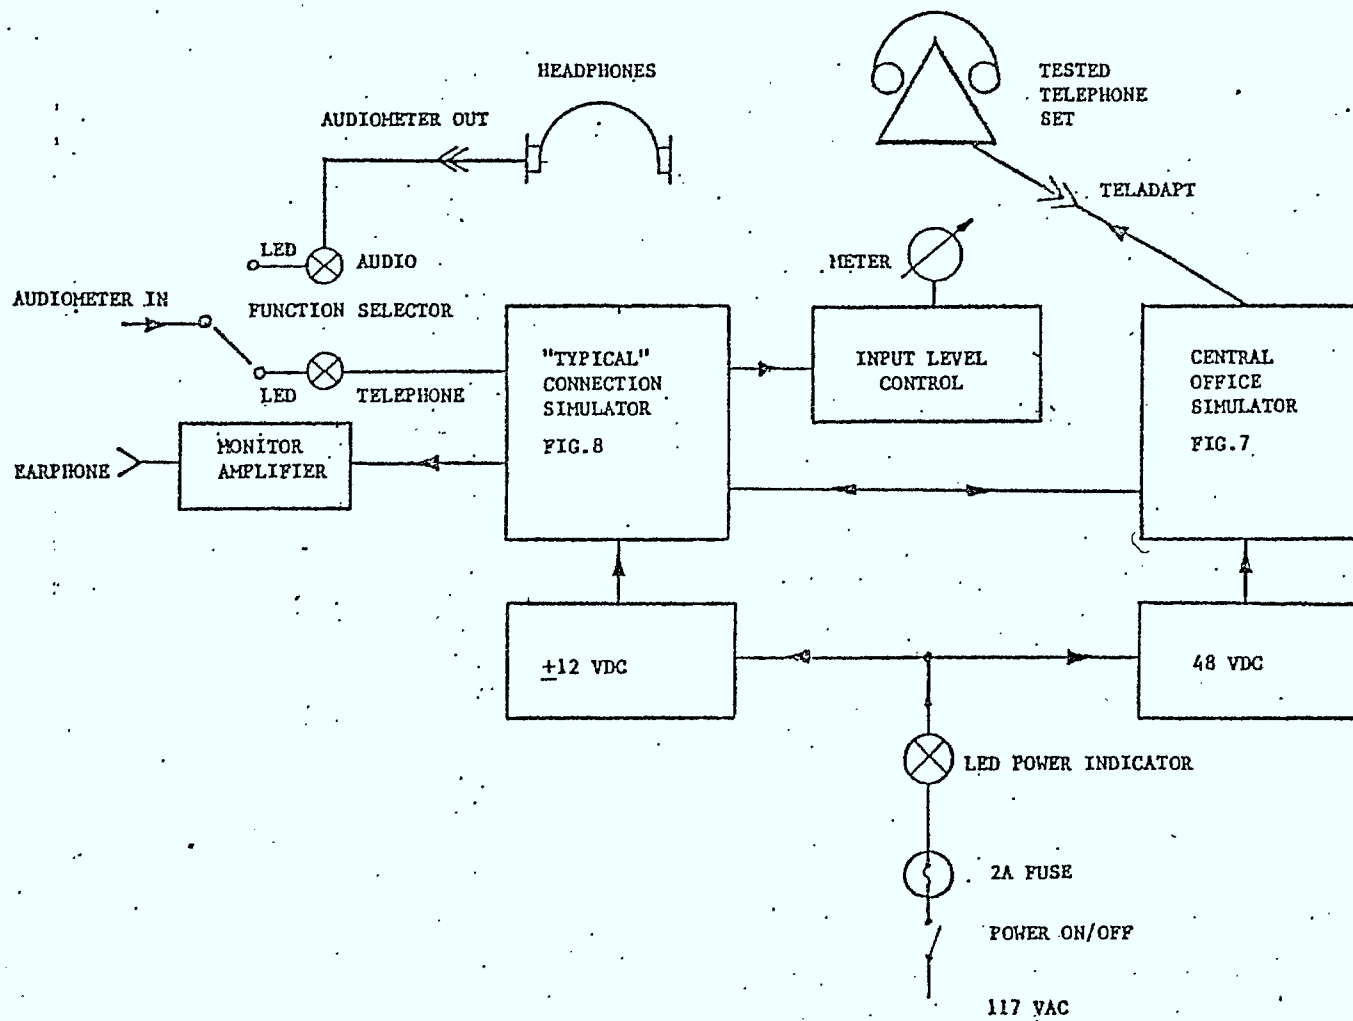 HEADPHONES
TESTED
TELEPHONE
SET
AUDIOMETER OUT
TELADAPT
LED
AUDIO
METER
AUDIOMETER IN
FUNCTION SELECTOR
"TYPICAL"
CONNECTION
SIMULATOR
FIG.8
INPUT LEVEL
CONTROL
CENTRAL
OFFICE
SIMULATOR
FIG.7
LED
TELEPHONE
MONITOR
AMPLIFIER
EARPHONE
±12 VDC
48 VDC
LED POWER INDICATOR
2A FUSE
POWER ON/OFF
117 VAC